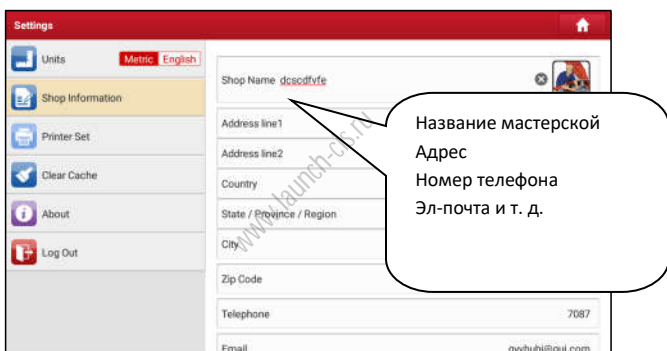 Settings
Units Metric English
Shop Information
Printer Set
Clear Cache
About
Log Out
Shop Name dcscdfvfe
Address line1
Address line2
Country
State / Province / Region
City
Zip Code
Telephone 7087
Email
Название мастерской
Адрес
Номер телефона
Эл-почта и т. д.
www.launch-cis.ru